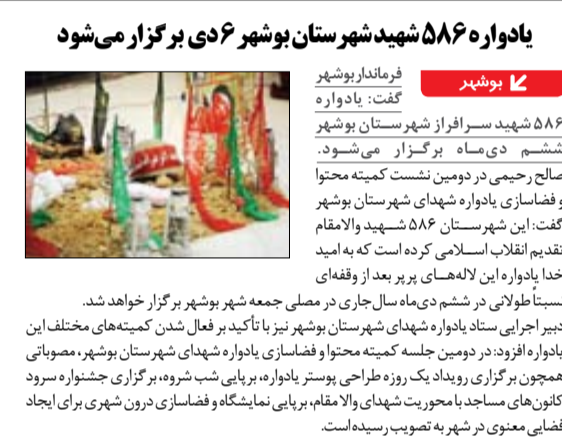 یادواره ۵۸۶ شهید شهرستان بوشهر ۶ دی برگزار می‌شود
بوشهر
فرماندار بوشهر
گفت: یادواره
۵۸۶ شهید سرافراز شهرستان بوشهر
ششم دی‌ماه برگزار می‌شود.
صالح رحیمی در دومین نشست کمیته محتوا
و فضاسازی یادواره شهدای شهرستان بوشهر
گفت: این شهرستان ۵۸۶ شهید والامقام
تقدیم انقلاب اسلامی کرده است که به امید
خدا یادواره این لاله‌های پرپر بعد از وقفه‌ای
نسبتاً طولانی در ششم دی‌ماه سال جاری در مصلی جمعه شهر بوشهر برگزار خواهد شد.
دبیر اجرایی ستاد یادواره شهدای شهرستان بوشهر نیز با تأکید بر فعال شدن کمیته‌های مختلف این
یادواره افزود: در دومین جلسه کمیته محتوا و فضاسازی یادواره شهدای شهرستان بوشهر، مصوباتی
همچون برگزاری رویداد یک روزه طراحی پوستر یادواره، برپایی شب شروه، برگزاری جشنواره سرود
کانون‌های مساجد با محوریت شهدای والا مقام، برپایی نمایشگاه و فضاسازی درون شهری برای ایجاد
فضایی معنوی در شهر به تصویب رسیده است.